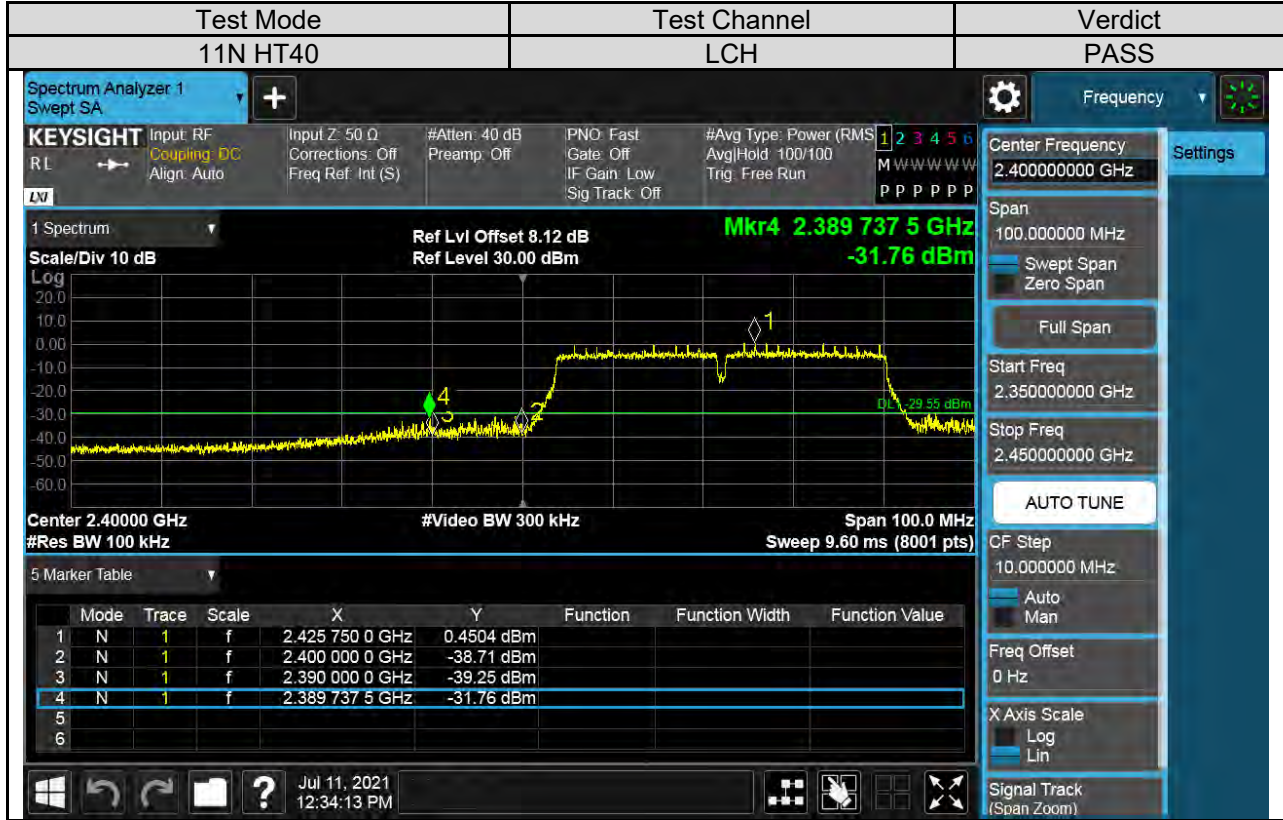 Test Mode Test Channel Verdict
11N HT40 LCH PASS
Spectrum Analyzer 1
Swept SA
Frequency
KEYSIGHT Input: RF Input Z: 50 Ω #Atten: 40 dB PNO: Fast #Avg Type: Power (RMS 1 2 3 4 5 6
RL Coupling: DC Corrections: Off Preamp: Off Gate: Off Avg|Hold: 100/100 M W W W W W
Align: Auto Freq Ref: Int (S) IF Gain: Low Trig: Free Run
LXI Sig Track: Off P P P P P P
Center Frequency
2.400000000 GHz
Settings
1 Spectrum
Ref Lvl Offset 8.12 dB
Mkr4 2.389 737 5 GHz
Scale/Div 10 dB
Ref Level 30.00 dBm
-31.76 dBm
Log
20.0
10.0
0.00
-10.0
-20.0
-30.0
-40.0
-50.0
-60.0
1
4
3
2
DL1 -29.55 dBm
Center 2.40000 GHz #Video BW 300 kHz Span 100.0 MHz
#Res BW 100 kHz Sweep 9.60 ms (8001 pts)
Span
100.000000 MHz
Swept Span
Zero Span
Full Span
Start Freq
2.350000000 GHz
Stop Freq
2.450000000 GHz
AUTO TUNE
CF Step
10.000000 MHz
Auto
Man
Freq Offset
0 Hz
X Axis Scale
Log
Lin
Signal Track
(Span Zoom)
5 Marker Table
Mode Trace Scale X Y Function Function Width Function Value
1 N 1 f 2.425 750 0 GHz 0.4504 dBm
2 N 1 f 2.400 000 0 GHz -38.71 dBm
3 N 1 f 2.390 000 0 GHz -39.25 dBm
4 N 1 f 2.389 737 5 GHz -31.76 dBm
5
6
?
Jul 11, 2021
12:34:13 PM